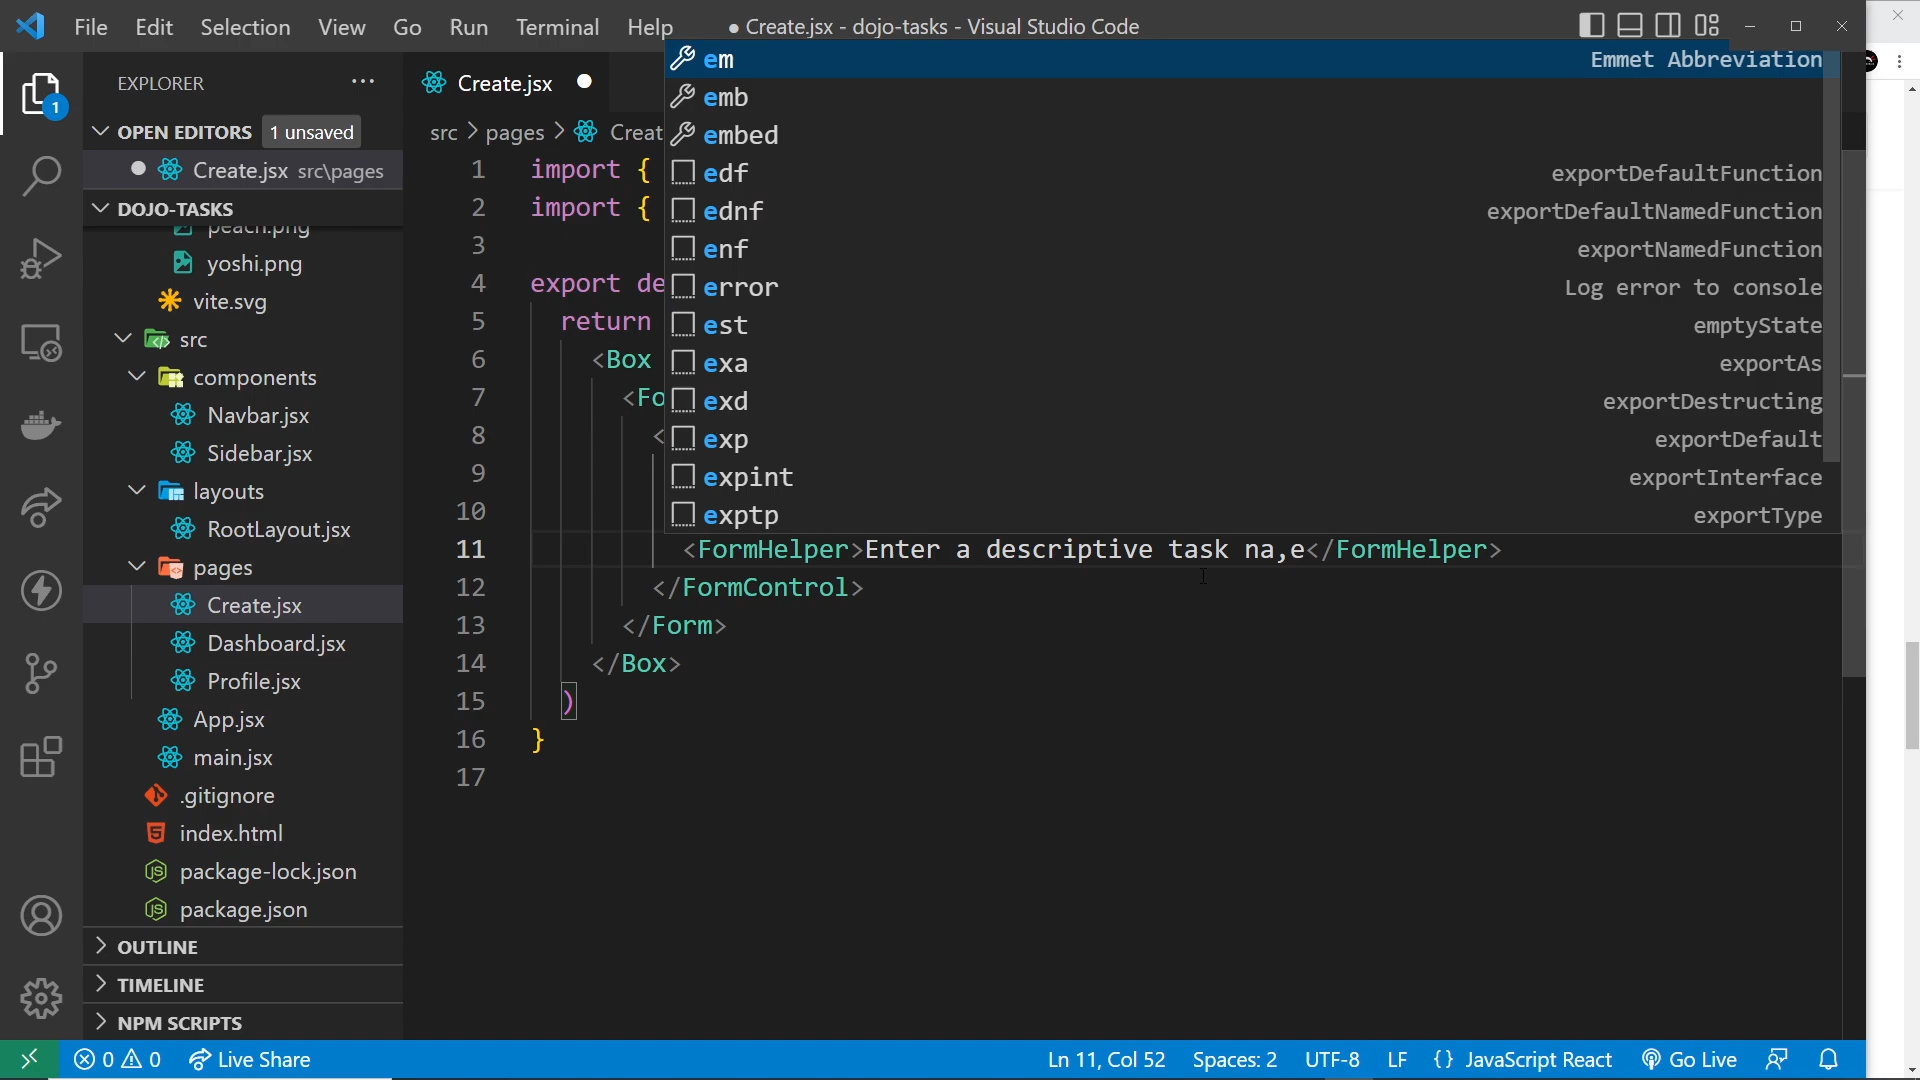 File Edit Selection View Go Run Terminal Help ● Create.jsx - dojo-tasks - Visual Studio Code
EXPLORER
OPEN EDITORS 1 unsaved
Create.jsx src\pages
DOJO-TASKS
peach.png
yoshi.png
vite.svg
src
components
Navbar.jsx
Sidebar.jsx
layouts
RootLayout.jsx
pages
Create.jsx
Dashboard.jsx
Profile.jsx
App.jsx
main.jsx
.gitignore
index.html
package-lock.json
package.json
OUTLINE
TIMELINE
NPM SCRIPTS
1
Create.jsx
src > pages > Creat
1 import {
2 import {
3
4 export de
5 return
6 <Box
7 <Fo
8 <
9
10
11 <FormHelper>Enter a descriptive task na,e</FormHelper>
12 </FormControl>
13 </Form>
14 </Box>
15 )
16 }
17
em Emmet Abbreviation
emb
embed
edf exportDefaultFunction
ednf exportDefaultNamedFunction
enf exportNamedFunction
error Log error to console
est emptyState
exa exportAs
exd exportDestructing
exp exportDefault
expint exportInterface
exptp exportType
0 0 Live Share Ln 11, Col 52 Spaces: 2 UTF-8 LF {} JavaScript React Go Live